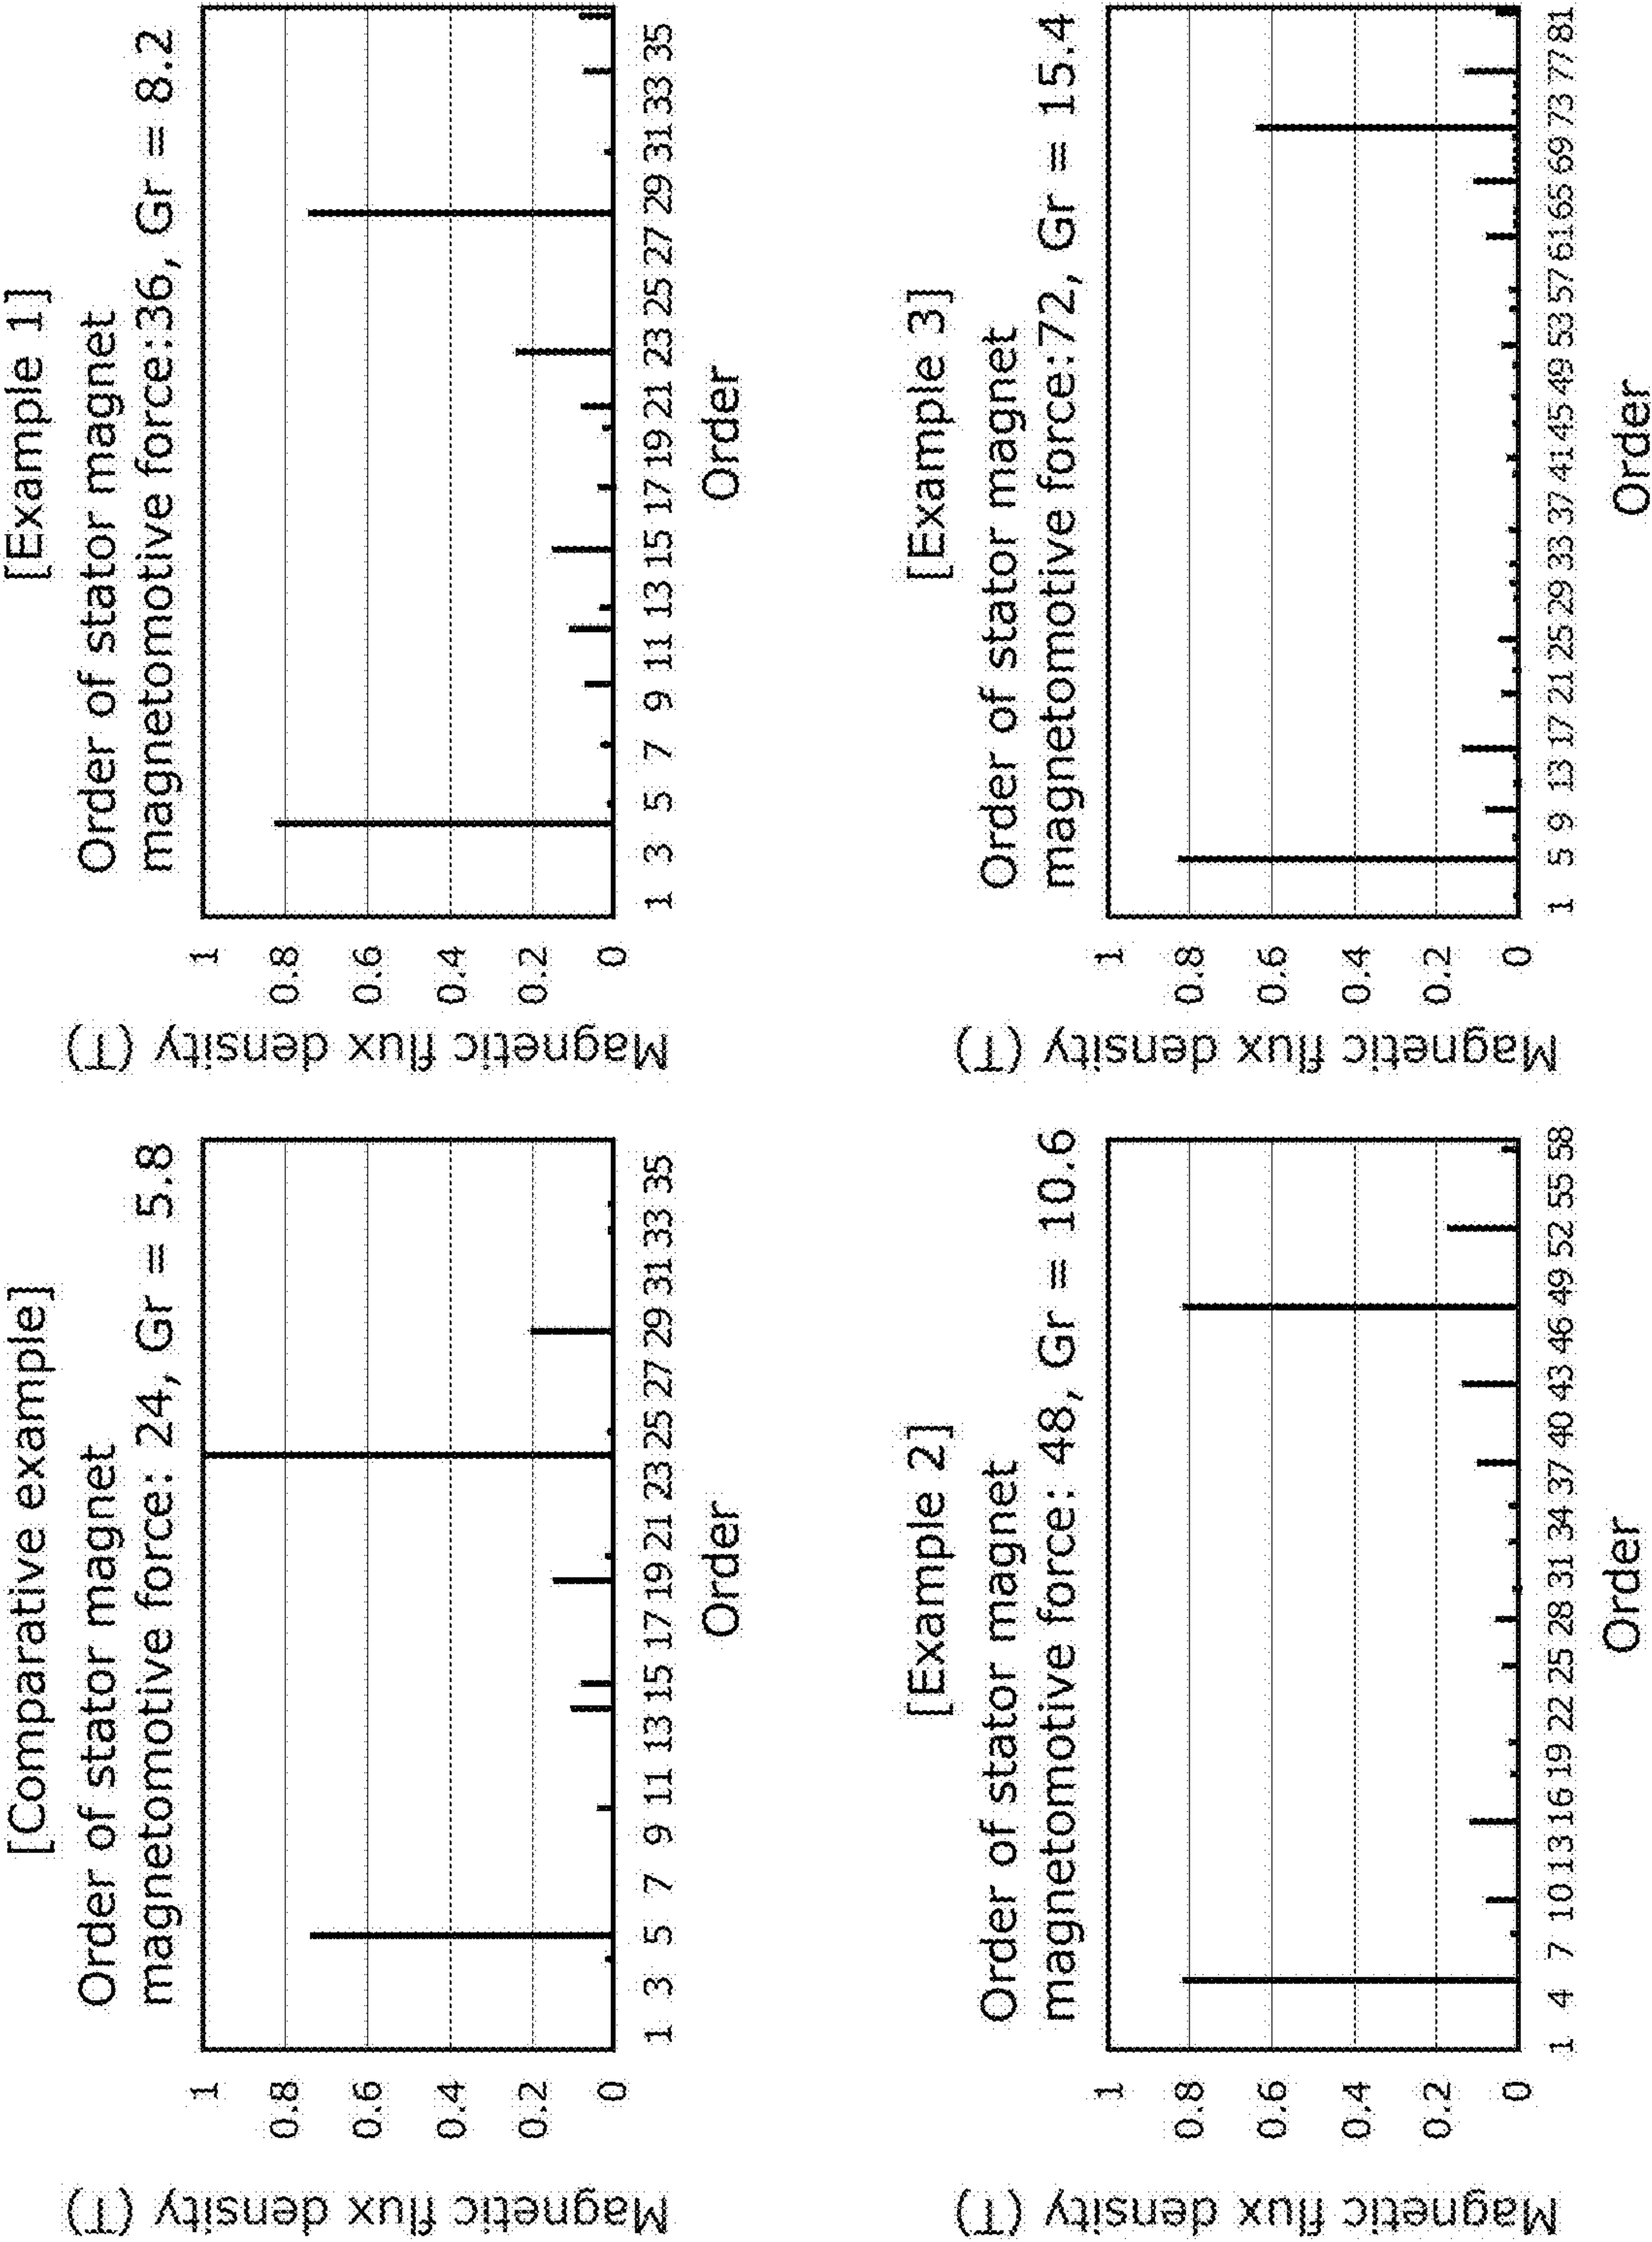 [Comparative example]
Order of stator magnet
magnetomotive force: 24, Gr = 5.8
Magnetic flux density
(T)
1
0.8
0.6
0.4
0.2
0
1 3 5 7 9 11 13 15 17 19 21 23 25 27 29 31 33 35
Order
[Example 1]
Order of stator magnet
magnetomotive force:36, Gr = 8.2
Magnetic flux density
(T)
1
0.8
0.6
0.4
0.2
0
1 3 5 7 9 11 13 15 17 19 21 23 25 27 29 31 33 35
Order
[Example 2]
Order of stator magnet
magnetomotive force: 48, Gr = 10.6
Magnetic flux density
(T)
1
0.8
0.6
0.4
0.2
0
1 4 7 10 13 16 19 22 25 28 31 34 37 40 43 46 49 52 55 58
Order
[Example 3]
Order of stator magnet
magnetomotive force:72, Gr = 15.4
Magnetic flux density
(T)
1
0.8
0.6
0.4
0.2
0
1 5 9 13 17 21 25 29 33 37 41 45 49 53 57 61 65 69 73 77 81
Order